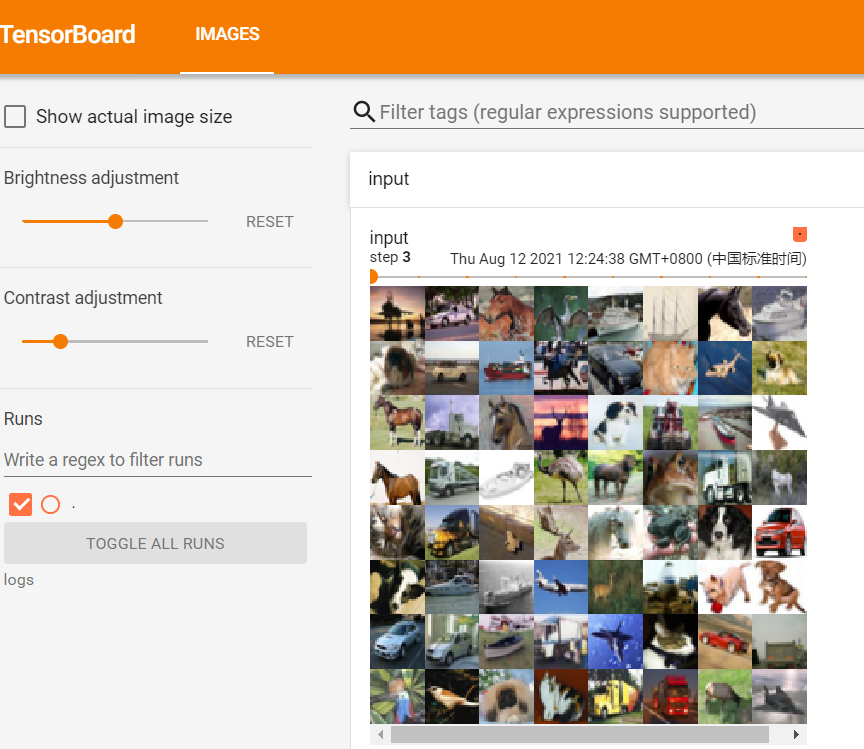 TensorBoard IMAGES
Show actual image size
Filter tags (regular expressions supported)
Brightness adjustment
RESET
Contrast adjustment
RESET
Runs
Write a regex to filter runs
.
TOGGLE ALL RUNS
logs
input
input
step 3 Thu Aug 12 2021 12:24:38 GMT+0800 (中国标准时间)